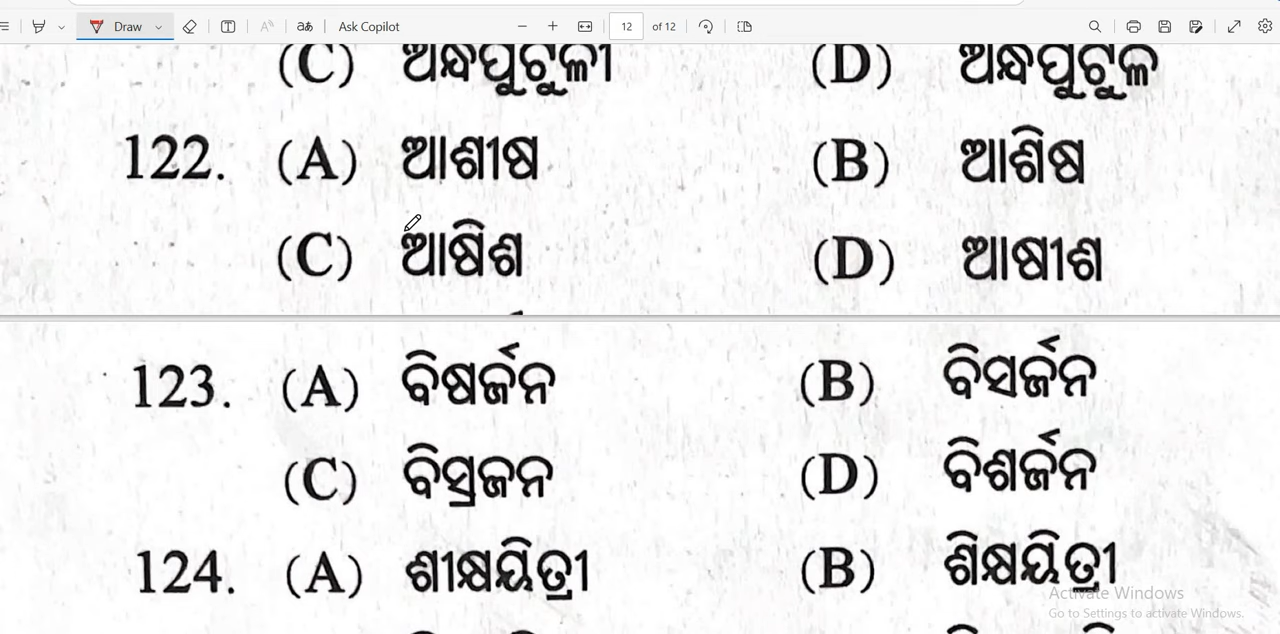 Draw Ask Copilot 12 of 12
(C) ଅନ୍ଧପୁଟୁଳୀ (D) ଅନ୍ଧପୁଟୁଳ
122. (A) ଆଶୀଷ (B) ଆଶିଷ
(C) ଆଷିଶ (D) ଆଷୀଶ
123. (A) ବିଷର୍ଜନ (B) ବିସର୍ଜନ
(C) ବିସ୍ରଜନ (D) ବିଶର୍ଜନ
124. (A) ଶୀକ୍ଷୟିତ୍ରୀ (B) ଶିକ୍ଷୟିତ୍ରୀ
Activate Windows
Go to Settings to activate Windows.